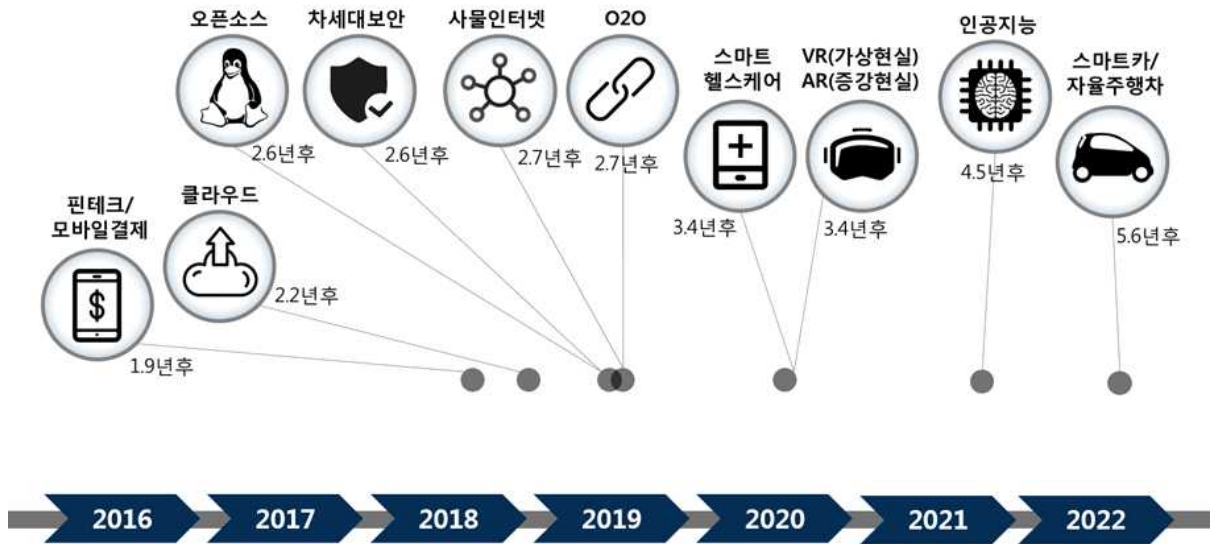 오픈소스
차세대보안
사물인터넷
O2O
스마트
헬스케어
VR(가상현실)
AR(증강현실)
인공지능
스마트카/
자율주행차
2.6년후
2.6년후
2.7년후
2.7년후
3.4년후
3.4년후
4.5년후
5.6년후
핀테크/
모바일결제
클라우드
$
1.9년후
2.2년후
2016
2017
2018
2019
2020
2021
2022